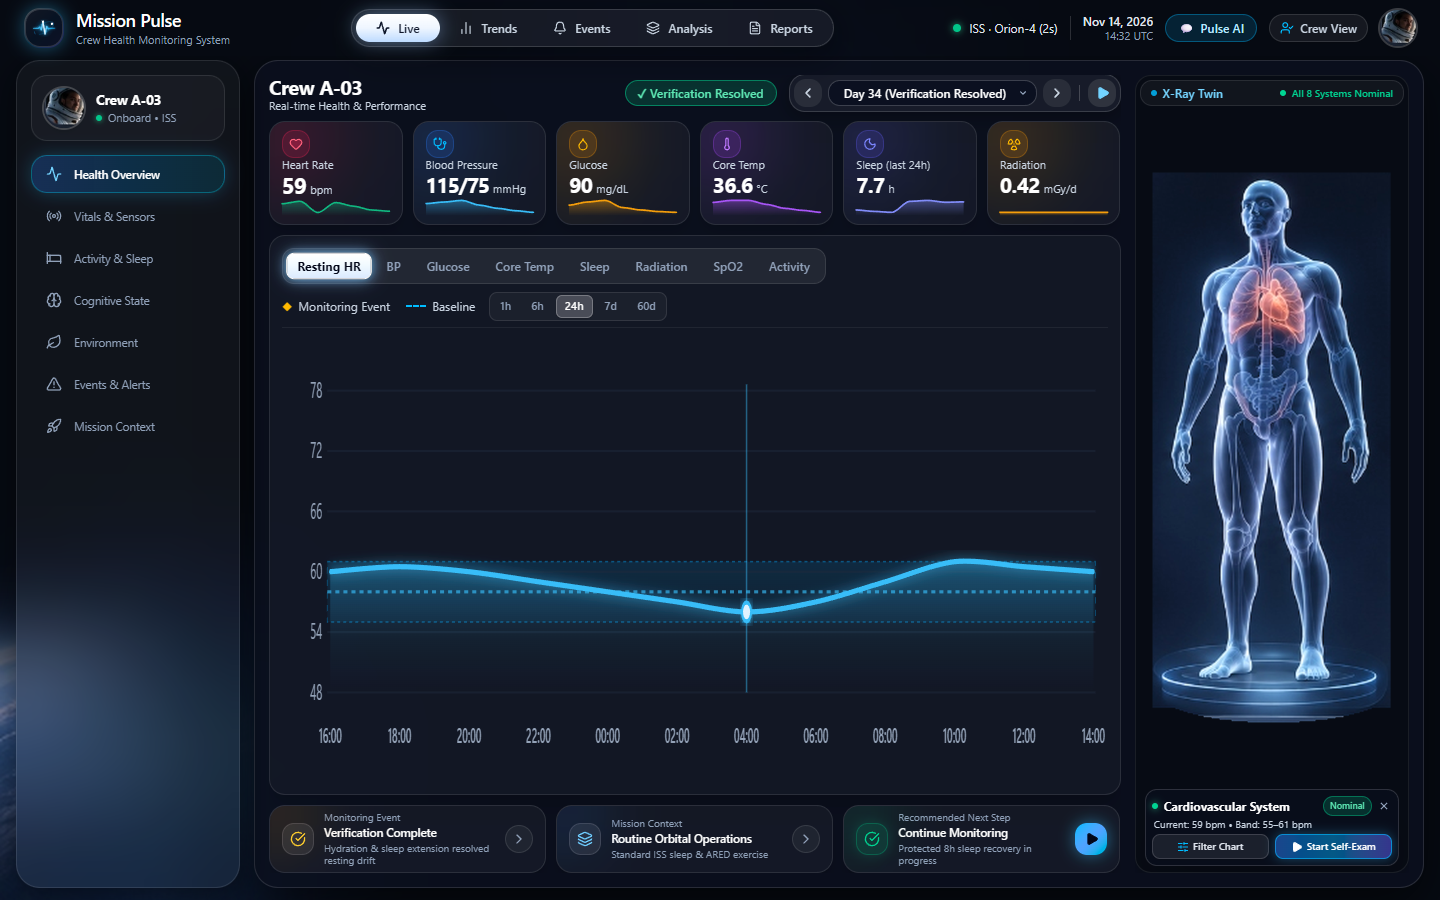 Mission Pulse
Crew Health Monitoring System
Live
Trends
Events
Analysis
Reports
ISS · Orion-4 (2s)
Nov 14, 2026
14:32 UTC
Pulse AI
Crew View
Crew A-03
Onboard • ISS
Health Overview
Vitals & Sensors
Activity & Sleep
Cognitive State
Environment
Events & Alerts
Mission Context
Crew A-03
Real-time Health & Performance
✓ Verification Resolved
Day 34 (Verification Resolved)
Heart Rate
59 bpm
Blood Pressure
115/75 mmHg
Glucose
90 mg/dL
Core Temp
36.6 °C
Sleep (last 24h)
7.7 h
Radiation
0.42 mGy/d
Resting HR
BP
Glucose
Core Temp
Sleep
Radiation
SpO2
Activity
Monitoring Event
Baseline
1h
6h
24h
7d
60d
78
72
66
60
54
48
16:00
18:00
20:00
22:00
00:00
02:00
04:00
06:00
08:00
10:00
12:00
14:00
Monitoring Event
Verification Complete
Hydration & sleep extension resolved
resting drift
Mission Context
Routine Orbital Operations
Standard ISS sleep & ARED exercise
Recommended Next Step
Continue Monitoring
Protected 8h sleep recovery in
progress
X-Ray Twin
All 8 Systems Nominal
Cardiovascular System
Nominal
Current: 59 bpm • Band: 55–61 bpm
Filter Chart
Start Self-Exam